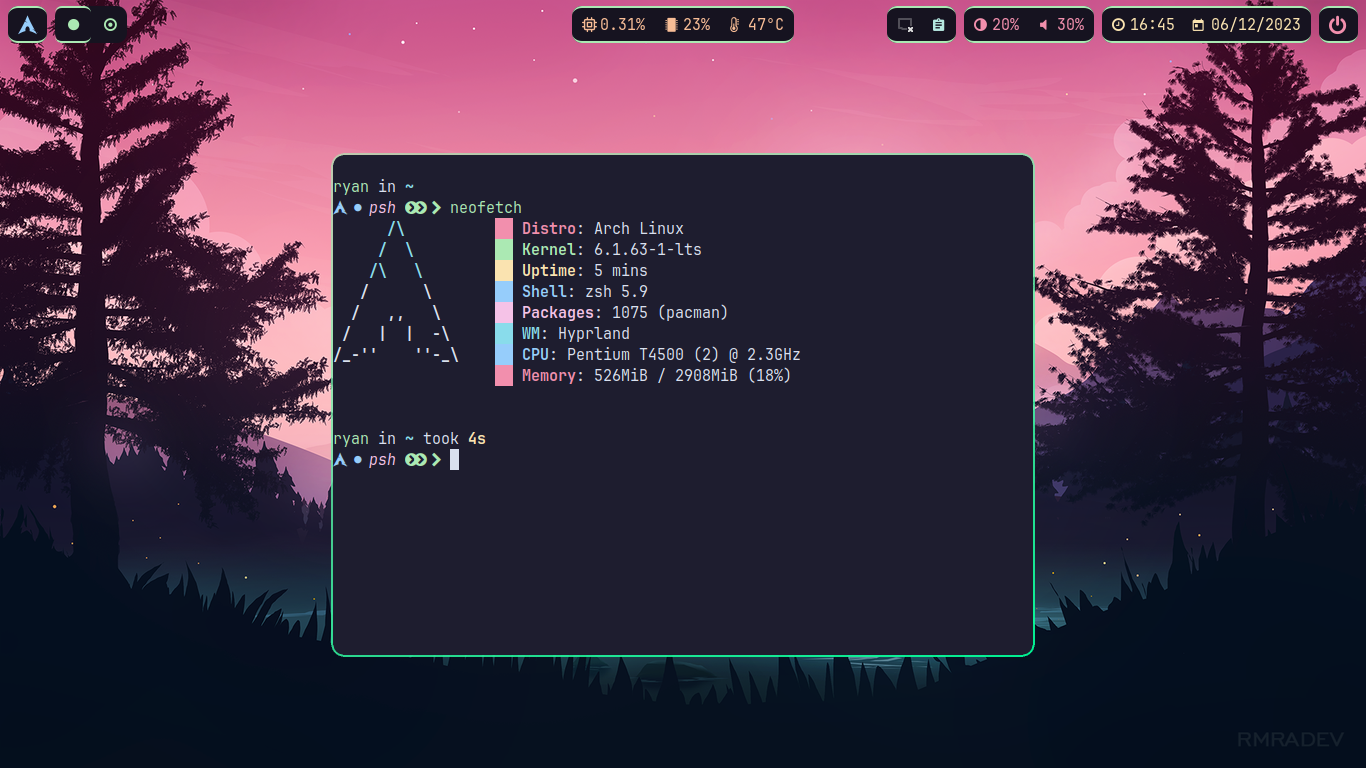 0.31% 23% 47°C 20% 30% 16:45 06/12/2023
ryan in ~
psh neofetch
Distro: Arch Linux
Kernel: 6.1.63-1-lts
Uptime: 5 mins
Shell: zsh 5.9
Packages: 1075 (pacman)
WM: Hyprland
CPU: Pentium T4500 (2) @ 2.3GHz
Memory: 526MiB / 2908MiB (18%)
ryan in ~ took 4s
psh
RMRADEV